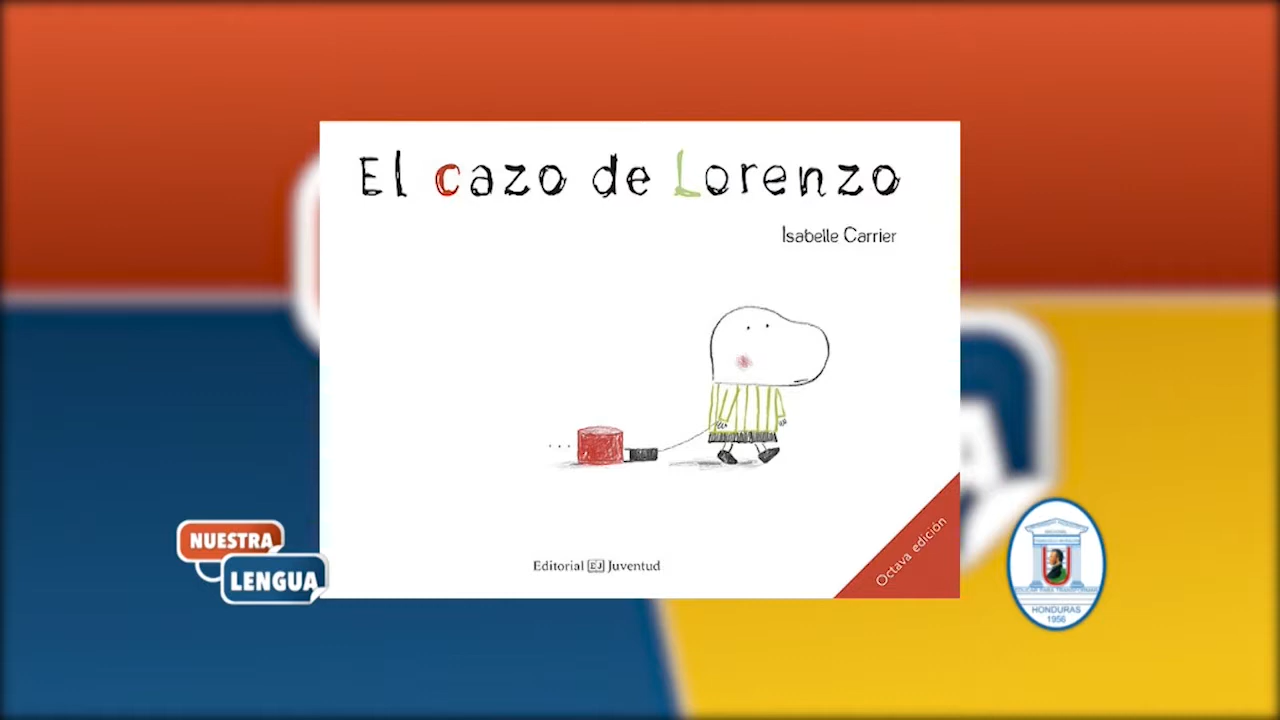 El cazo de Lorenzo
Isabelle Carrier
Editorial EJ Juventud
Octava edición
NUESTRA
LENGUA
HONDURAS
1956